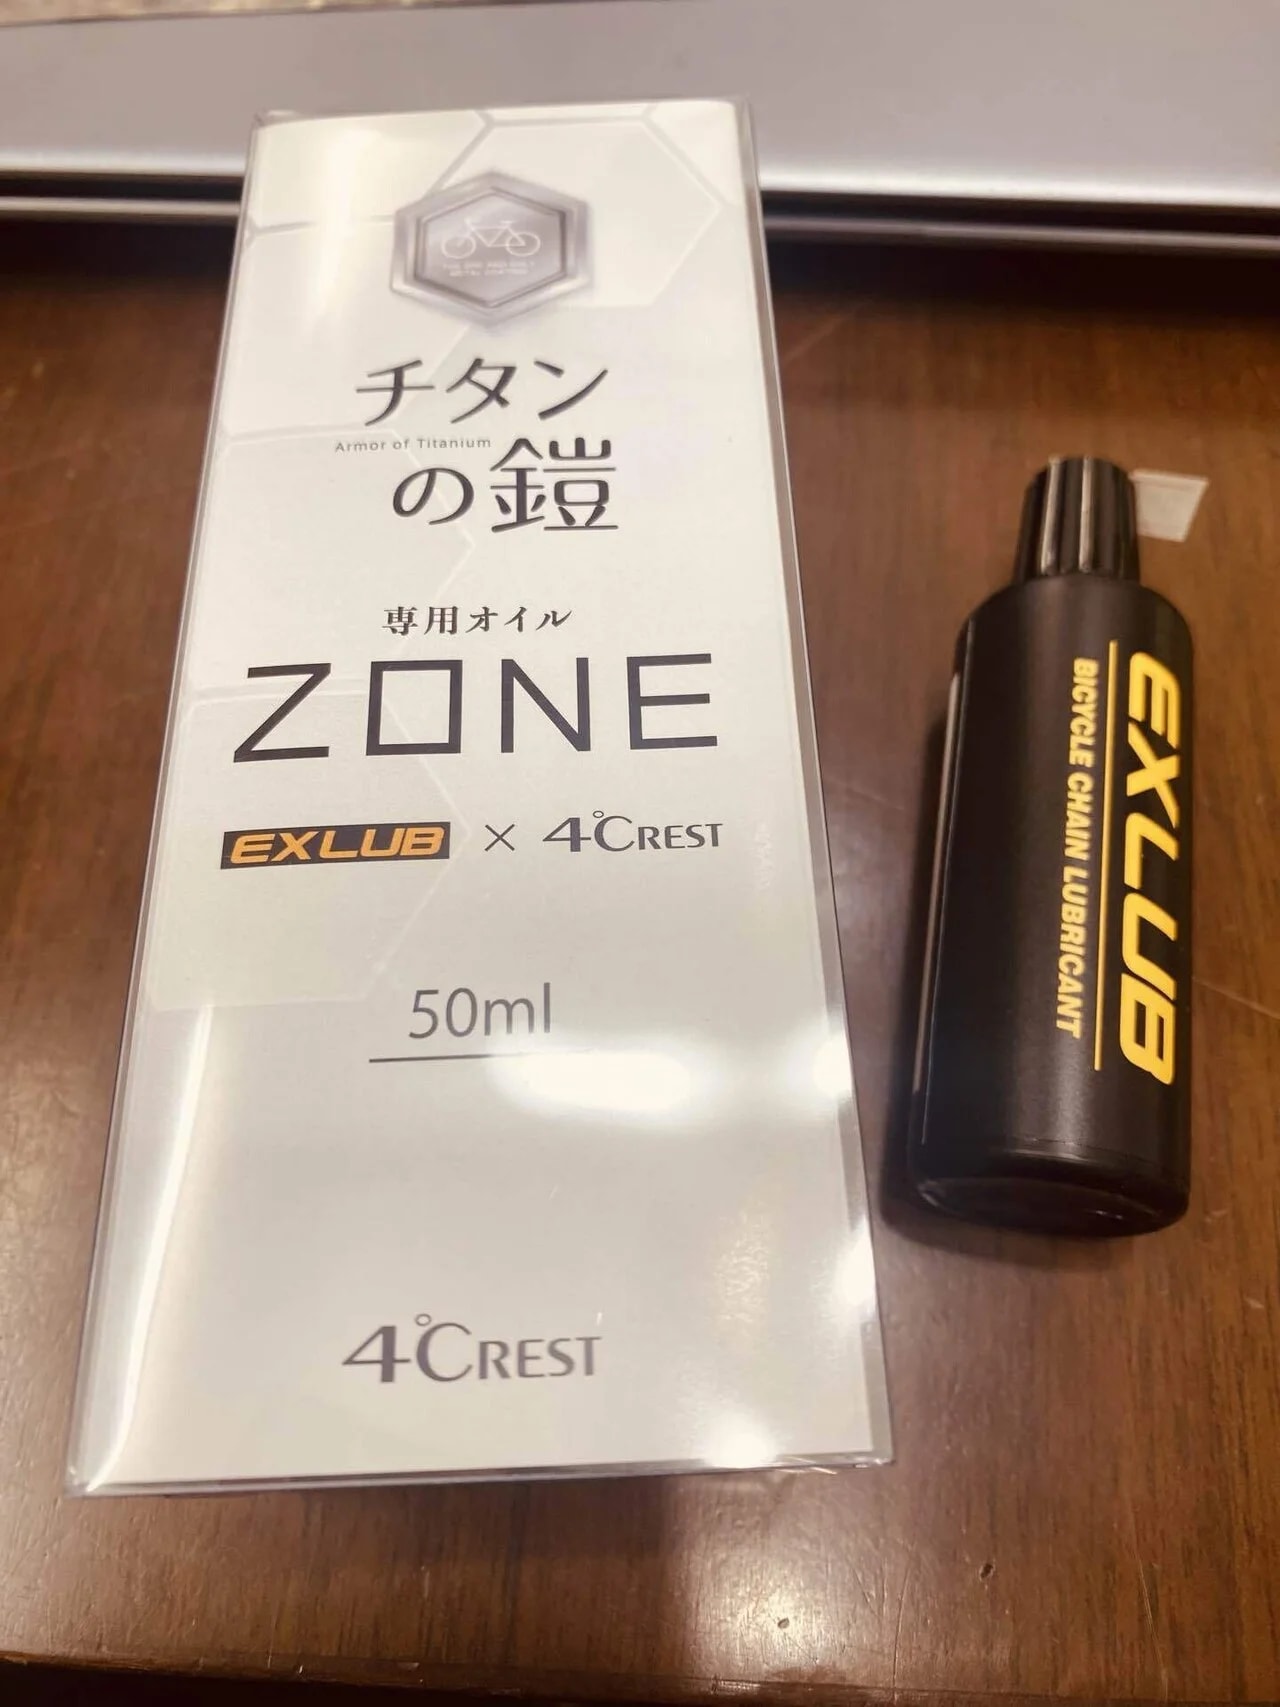 チタン
Armor of Titanium
の鎧
専用オイル
ZONE
EXLUB × 4℃REST
50ml
4℃REST
EXLUB
BICYCLE CHAIN LUBRICANT